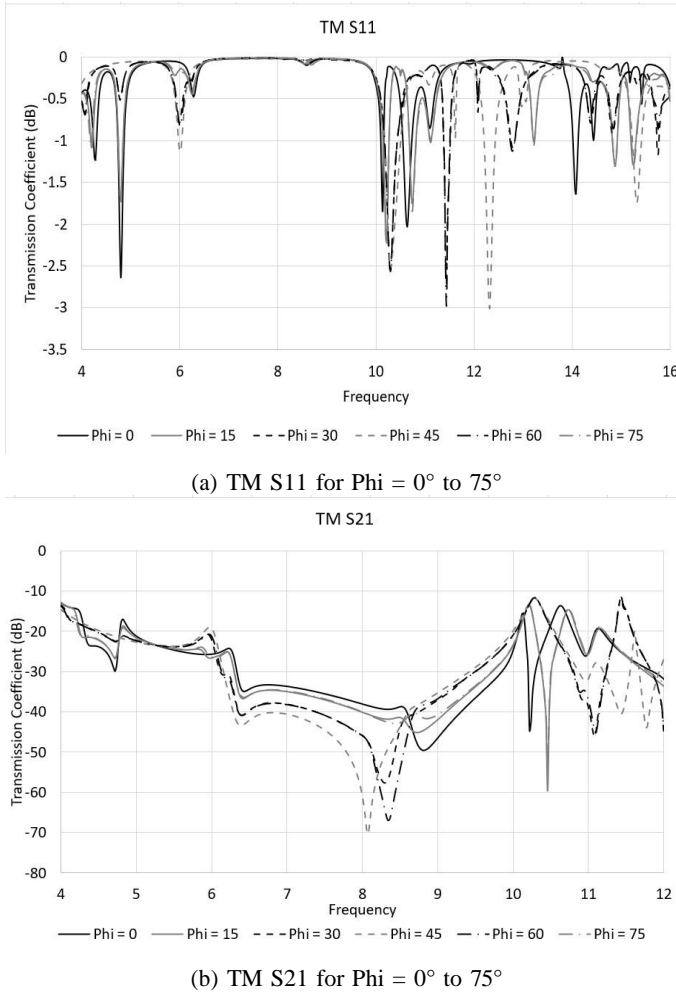 TM S11
0
-0.5
-1
-1.5
-2
-2.5
-3
-3.5
Transmission Coefficient (dB)
4 6 8 10 12 14 16
Frequency
Phi = 0 Phi = 15 Phi = 30 Phi = 45 Phi = 60 Phi = 75
(a) TM S11 for Phi = 0° to 75°
TM S21
0
-10
-20
-30
-40
-50
-60
-70
-80
Transmission Coefficient (dB)
4 5 6 7 8 9 10 11 12
Frequency
Phi = 0 Phi = 15 Phi = 30 Phi = 45 Phi = 60 Phi = 75
(b) TM S21 for Phi = 0° to 75°